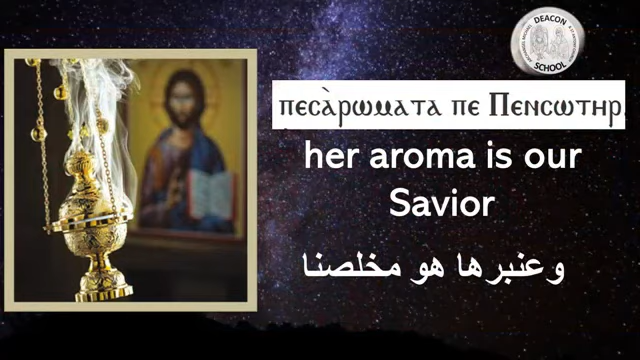 DEACON
SCHOOL
ⲡⲉⲥⲁ̀ⲣⲱⲙⲁⲧⲁ ⲡⲉ Ⲡⲉⲛⲥⲱⲧⲏⲣ
her aroma is our
Savior
وعنبرها هو مخلصنا